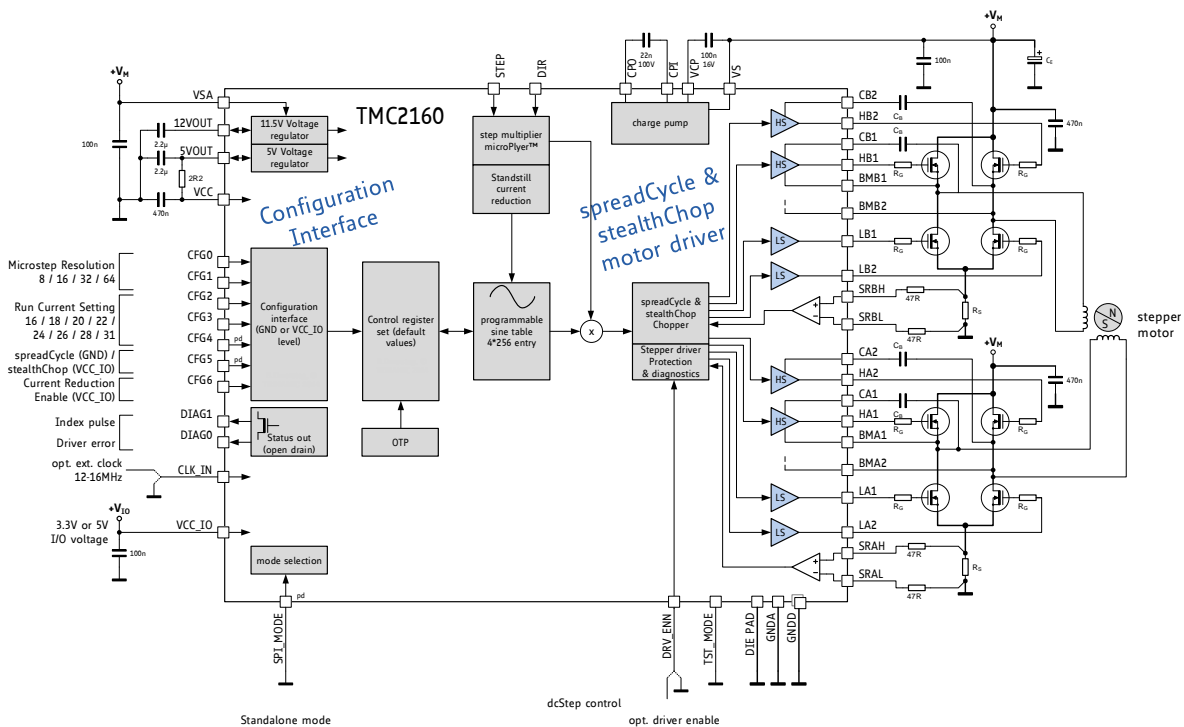 +VM
VSA
12VOUT
2.2µ
5VOUT
2.2µ
2R2
VCC
100n
470n
TMC2160
11.5V Voltage
regulator
5V Voltage
regulator
Configuration
Interface
STEP
DIR
step multiplier
microPlyer™
Standstill
current
reduction
CPO
22n
100V
CPI
VCP
100n
16V
VS
charge pump
spreadCycle &
stealthChop
motor driver
+VM
100n
CE
470n
HS
HS
LS
LS
CB2
CB
HB2
CB1
CB
HB1
RG
RG
BMB1
BMB2
LB1
RG
RG
LB2
SRBH
47R
RS
SRBL
47R
N
S
stepper
motor
+VM
470n
HS
HS
LS
LS
CA2
CB
HA2
CA1
CB
HA1
RG
RG
BMA1
BMA2
LA1
RG
RG
LA2
SRAH
47R
RS
SRAL
47R
+
-
+
-
Microstep Resolution
8 / 16 / 32 / 64
Run Current Setting
16 / 18 / 20 / 22 /
24 / 26 / 28 / 31
spreadCycle (GND) /
stealthChop (VCC_IO)
Current Reduction
Enable (VCC_IO)
Index pulse
Driver error
opt. ext. clock
12-16MHz
+VIO
3.3V or 5V
I/O voltage
100n
CFG0
CFG1
CFG2
CFG3
CFG4
pd
CFG5
pd
CFG6
DIAG1
DIAG0
CLK_IN
VCC_IO
Configuration
interface
(GND or VCC_IO
level)
Status out
(open drain)
Control register
set (default
values)
OTP
programmable
sine table
4*256 entry
x
spreadCycle &
stealthChop
Chopper
Stepper driver
Protection
& diagnostics
mode selection
pd
SPI_MODE
DRV_ENN
TST_MODE
DIE PAD
GNDA
GNDD
dcStep control
Standalone mode
opt. driver enable